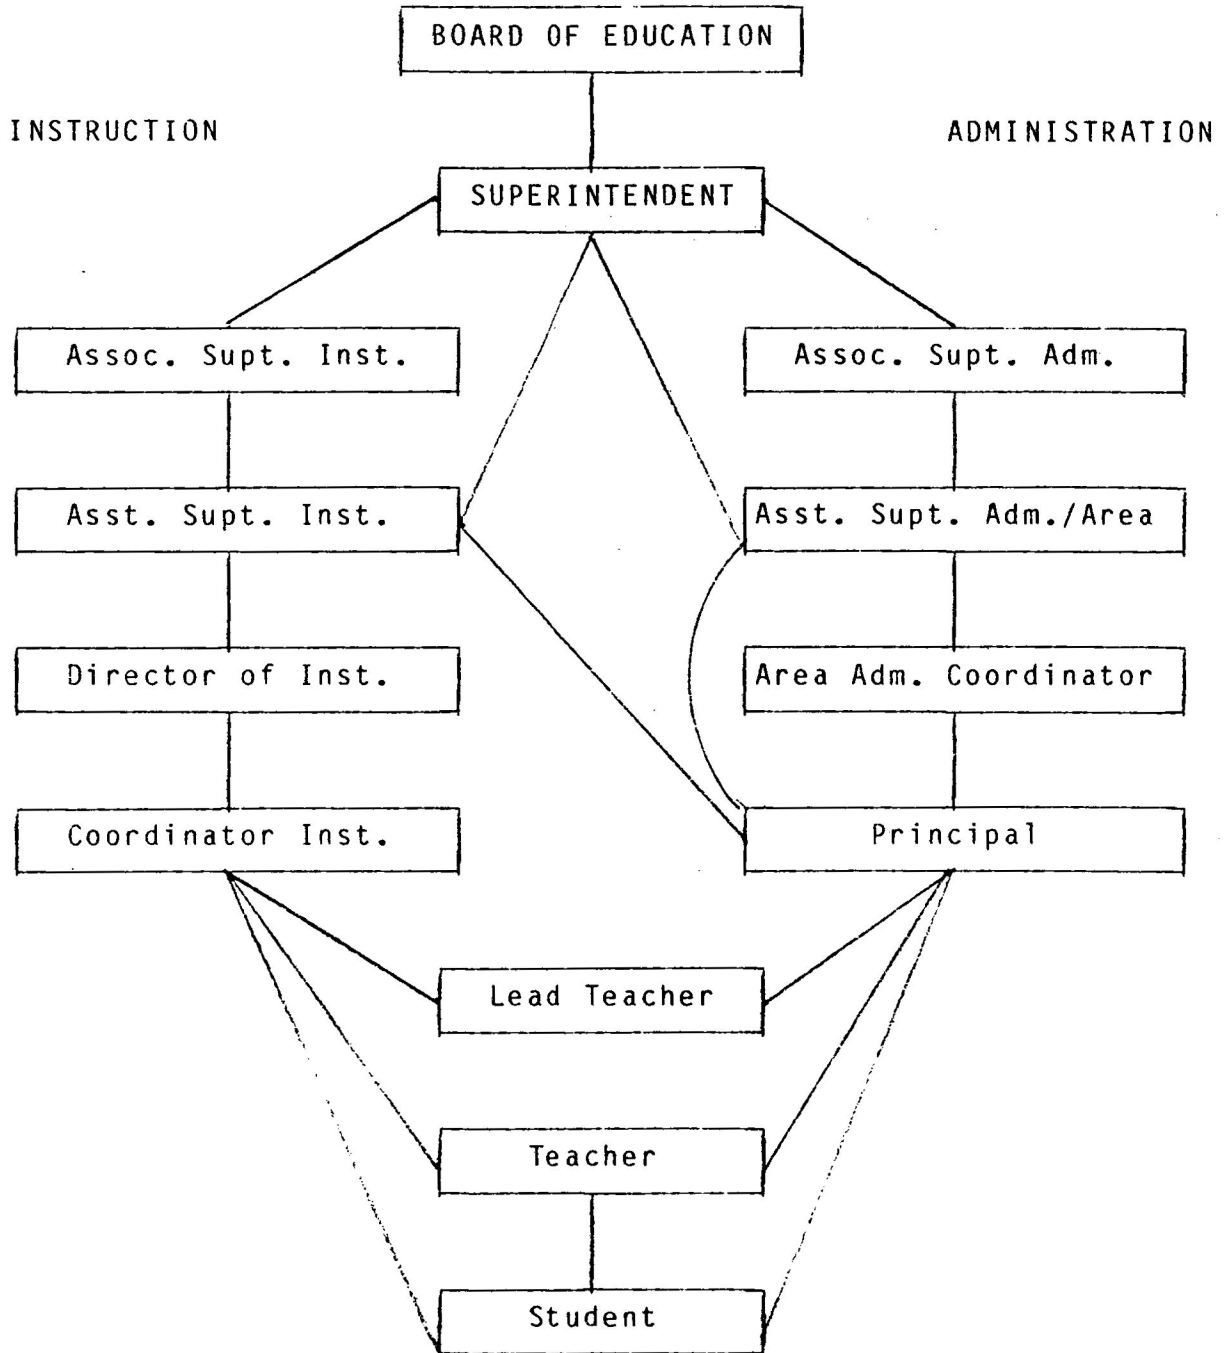 BOARD OF EDUCATION
INSTRUCTION
ADMINISTRATION
SUPERINTENDENT
Assoc. Supt. Inst.
Assoc. Supt. Adm.
Asst. Supt. Inst.
Asst. Supt. Adm./Area
Director of Inst.
Area Adm. Coordinator
Coordinator Inst.
Principal
Lead Teacher
Teacher
Student